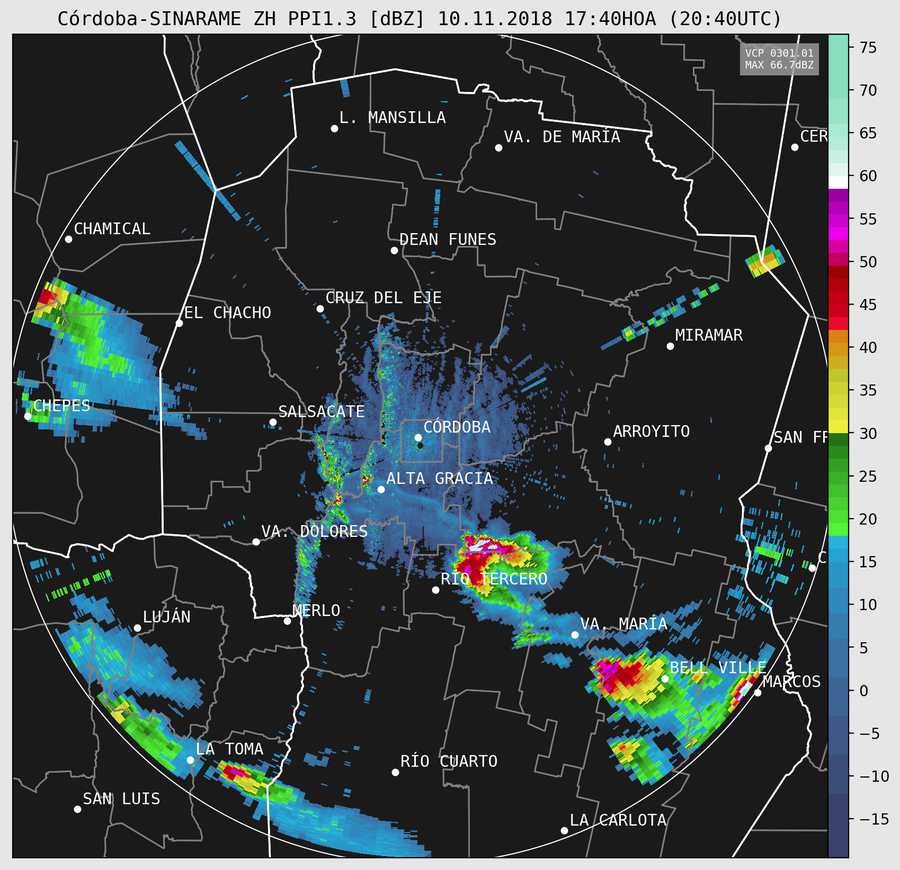 Córdoba-SINARAME ZH PPI1.3 [dBZ] 10.11.2018 17:40HOA (20:40UTC)
VCP 0301.01
MAX 66.7dBZ
L. MANSILLA
VA. DE MARÍA
CER
CHAMICAL
DEAN FUNES
CRUZ DEL EJE
EL CHACHO
MIRAMAR
CHEPES
SALSACATE
CÓRDOBA
ARROYITO
SAN FR
ALTA GRACIA
VA. DOLORES
C
RÍO TERCERO
MERLO
LUJÁN
VA. MARÍA
BELL VILLE
MARCOS
LA TOMA
RÍO CUARTO
SAN LUIS
LA CARLOTA
75
70
65
60
55
50
45
40
35
30
25
20
15
10
5
0
−5
−10
−15